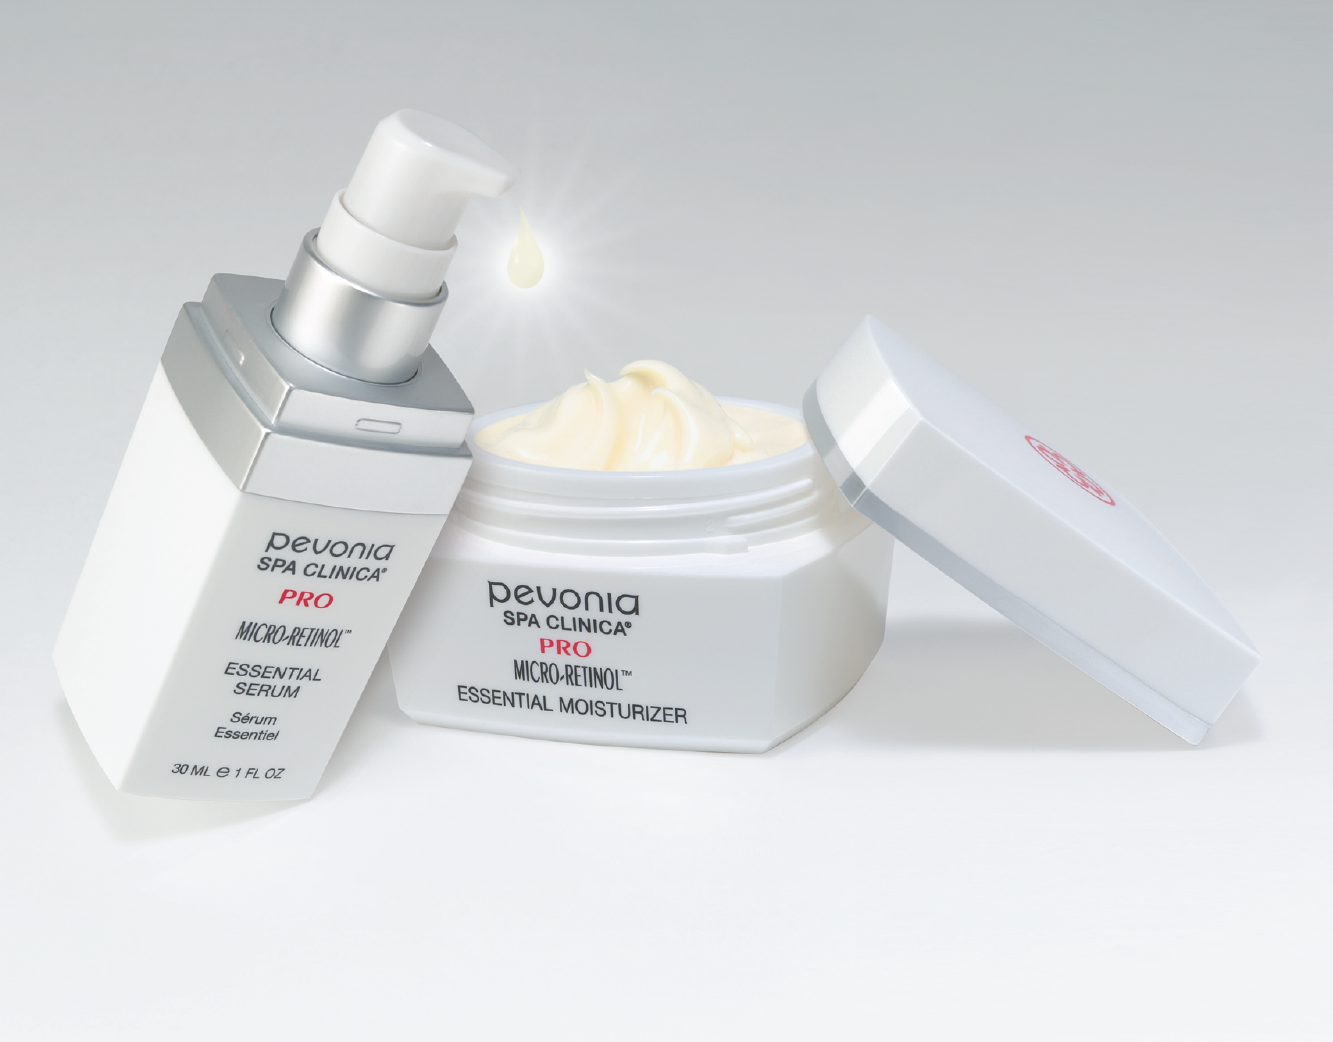 pevonia
SPA CLINICA®
PRO
MICRO-RETINOL™
ESSENTIAL
SERUM
Sérum
Essentiel
30 ML ℮ 1 FL OZ
pevonia
SPA CLINICA®
PRO
MICRO-RETINOL™
ESSENTIAL MOISTURIZER